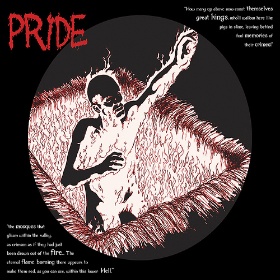 PRIDE
"How many up above now count themselves
great kings who'll wallow here like
pigs in slime, leaving behind
foul memories of
their crimes!"
"the mosques that
gleam within the valley,
as crimson as if they had just
been drawn out of the fire... The
eternal flame burning there appears to
make them red, as you can see, within this lower Hell."